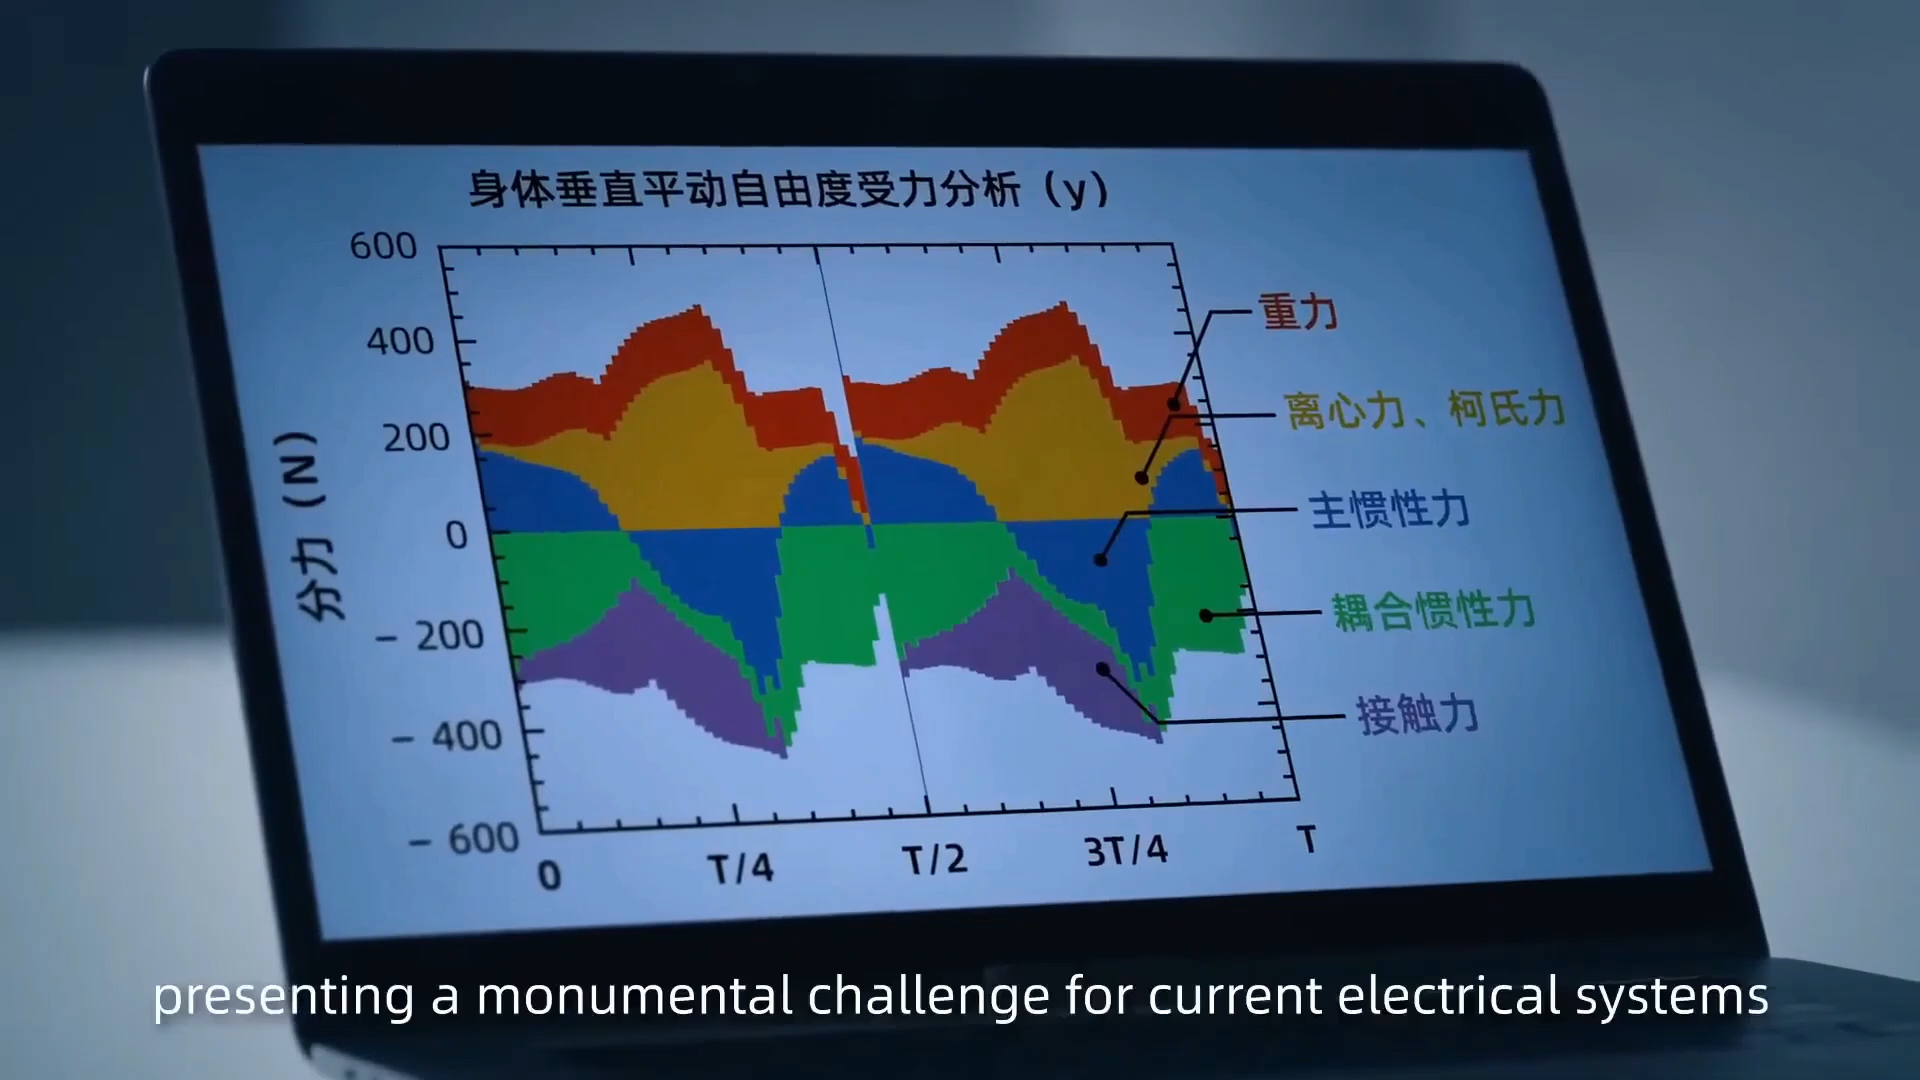 身体垂直平动自由度受力分析（y）
600
400
200
0
- 200
- 400
- 600
分力（N）
0
T/4
T/2
3T/4
T
重力
离心力、柯氏力
主惯性力
耦合惯性力
接触力
presenting a monumental challenge for current electrical systems